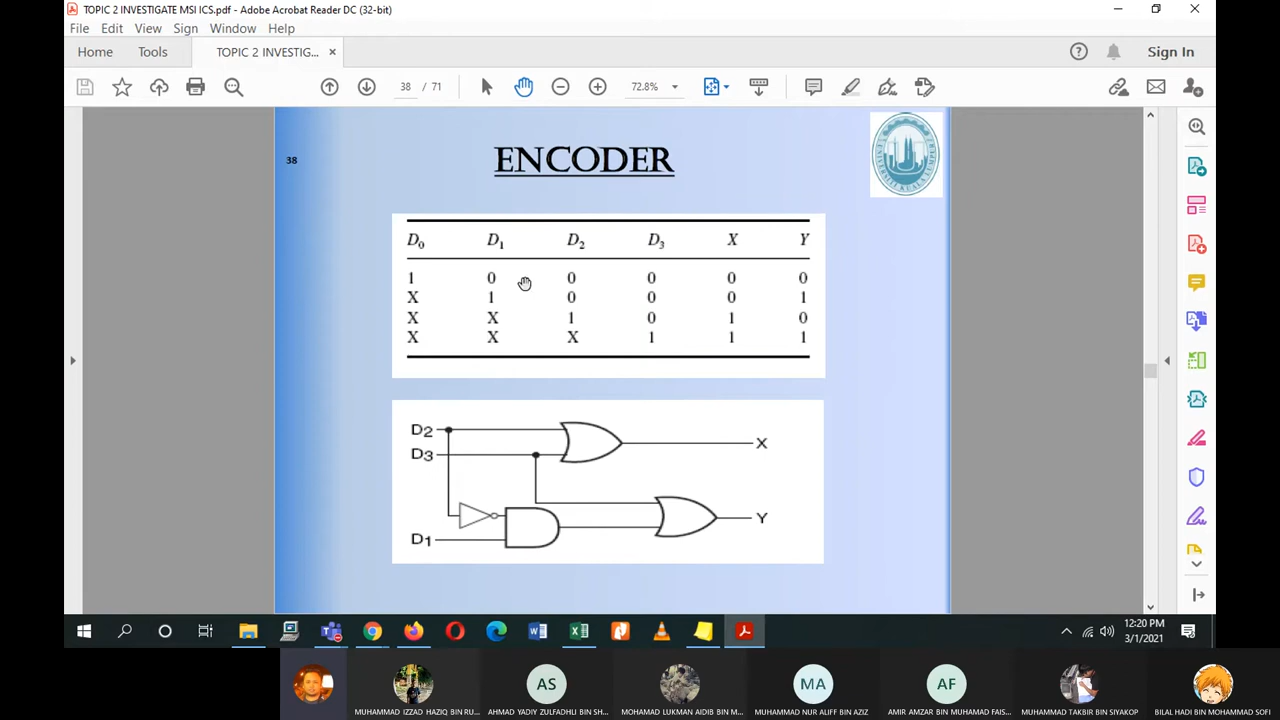 TOPIC 2 INVESTIGATE MSI ICS.pdf - Adobe Acrobat Reader DC (32-bit)
File Edit View Sign Window Help
Home Tools TOPIC 2 INVESTIG... × Sign In
38 / 71 72.8%
38
ENCODER
D0 D1 D2 D3 X Y
1 0 0 0 0 0
X 1 0 0 0 1
X X 1 0 1 0
X X X 1 1 1
D2
D3
X
Y
D1
12:20 PM
3/1/2021
AS MA AF
MUHAMMAD IZZAD HAZIQ BIN RU... AHMAD YADIY ZULFADHLI BIN SH... MOHAMAD LUKMAN AIDIB BIN M... MUHAMMAD NUR ALIFF BIN AZIZ AMIR AMZAR BIN MUHAMAD FAIS... MUHAMMAD TAKBIR BIN SIYAKOP BILAL HADI BIN MOHAMMAD SOFI